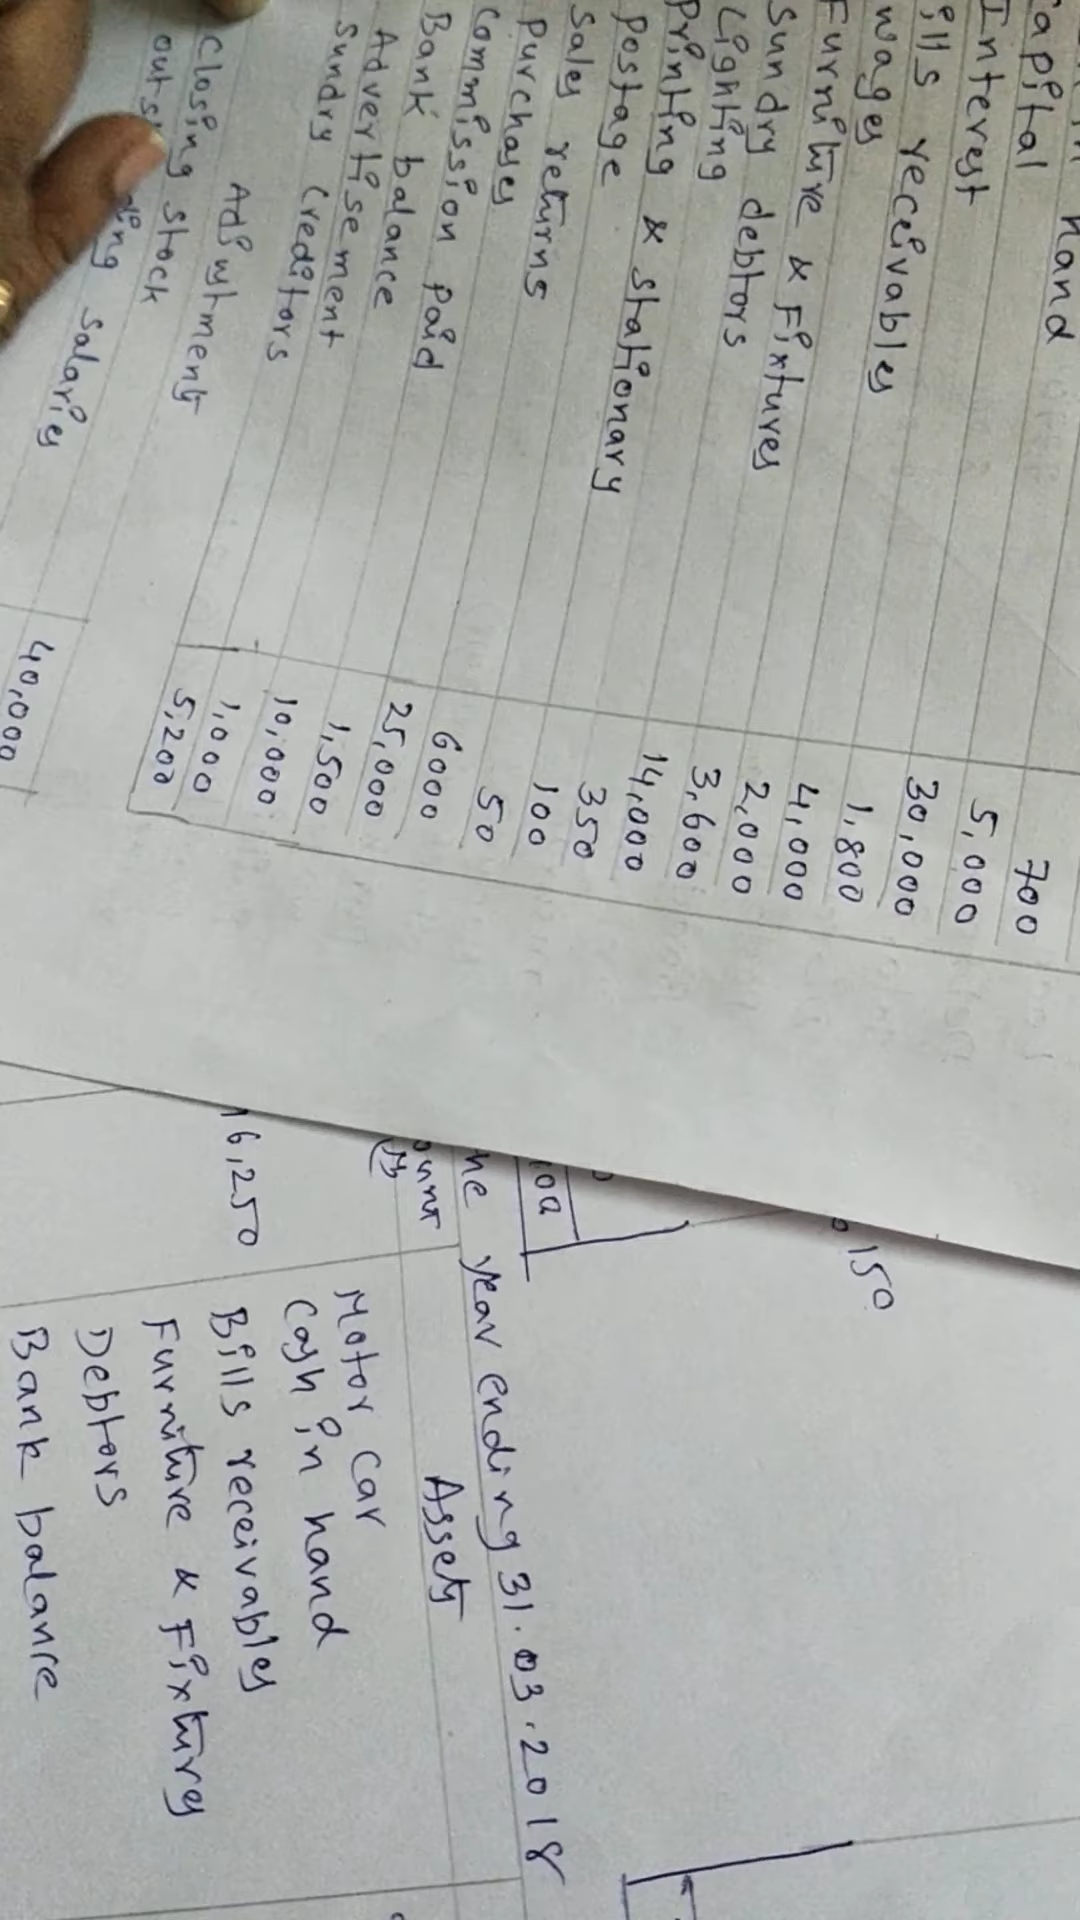 700
hand 5,000
apital 30,000
Interest 1,800
ills receivables 4,000
wages 2,000
Furniture & Fixtures 3,600
Sundry debtors 14,000
Lighting 350
Printing & stationary 100
Postage 50
Sales returns 6000
Purchases 25,000
Commission paid 1,500
Bank balance 10,000
Advertisement 1,000
Sundry Creditors 5,200
Adjustments
Closing stock 40,000
salaries
150
year ending 31.03.2018
Assets
Motor car
Cash in hand
16,250 Bills receivables
Furniture & Fixtures
Debtors
Bank balance